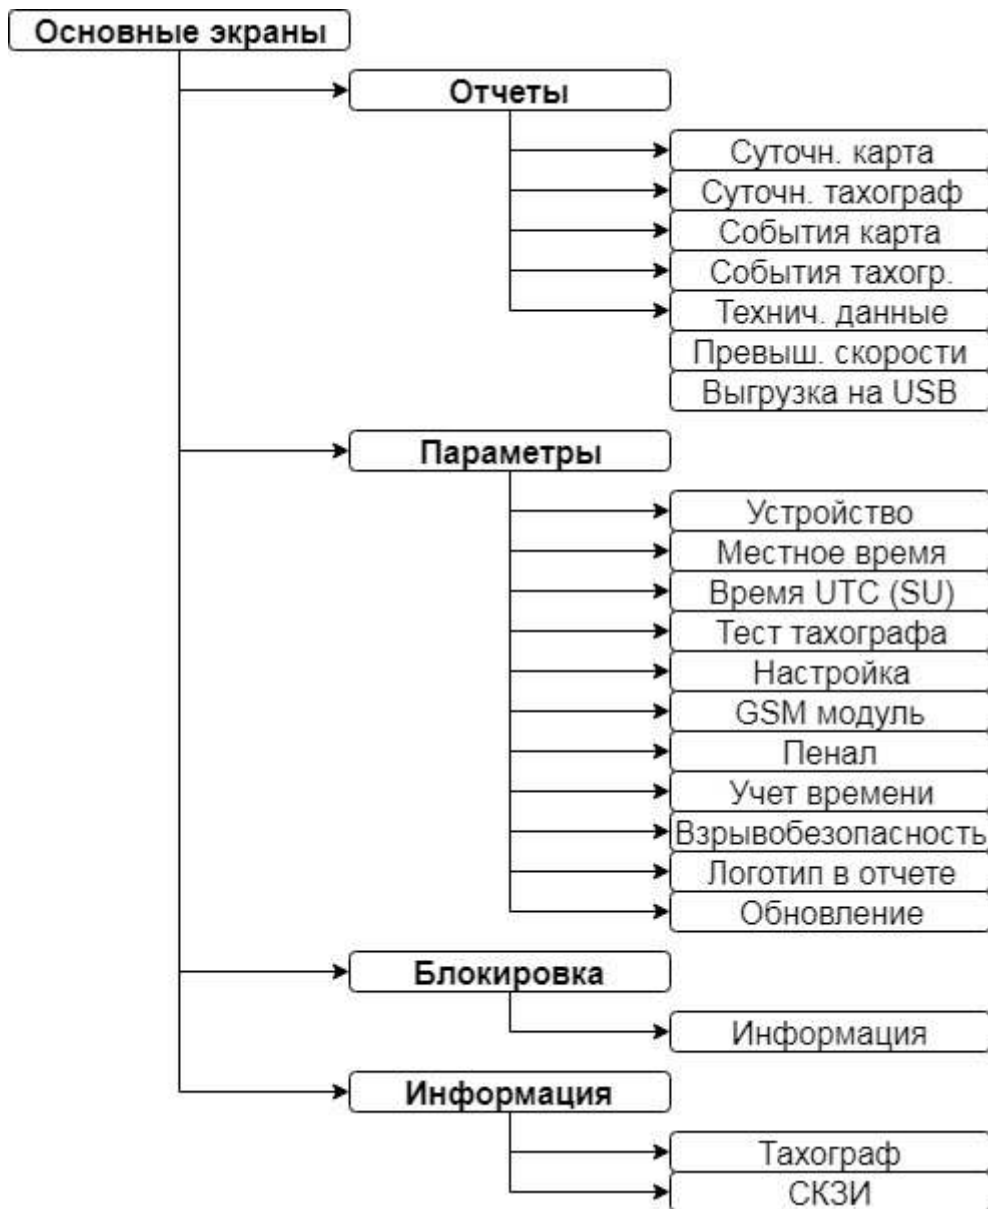 Основные экраны
Отчеты
Суточн. карта
Суточн. тахограф
События карта
События тахогр.
Технич. данные
Превыш. скорости
Выгрузка на USB
Параметры
Устройство
Местное время
Время UTC (SU)
Тест тахографа
Настройка
GSM модуль
Пенал
Учет времени
Взрывобезопасность
Логотип в отчете
Обновление
Блокировка
Информация
Информация
Тахограф
СКЗИ